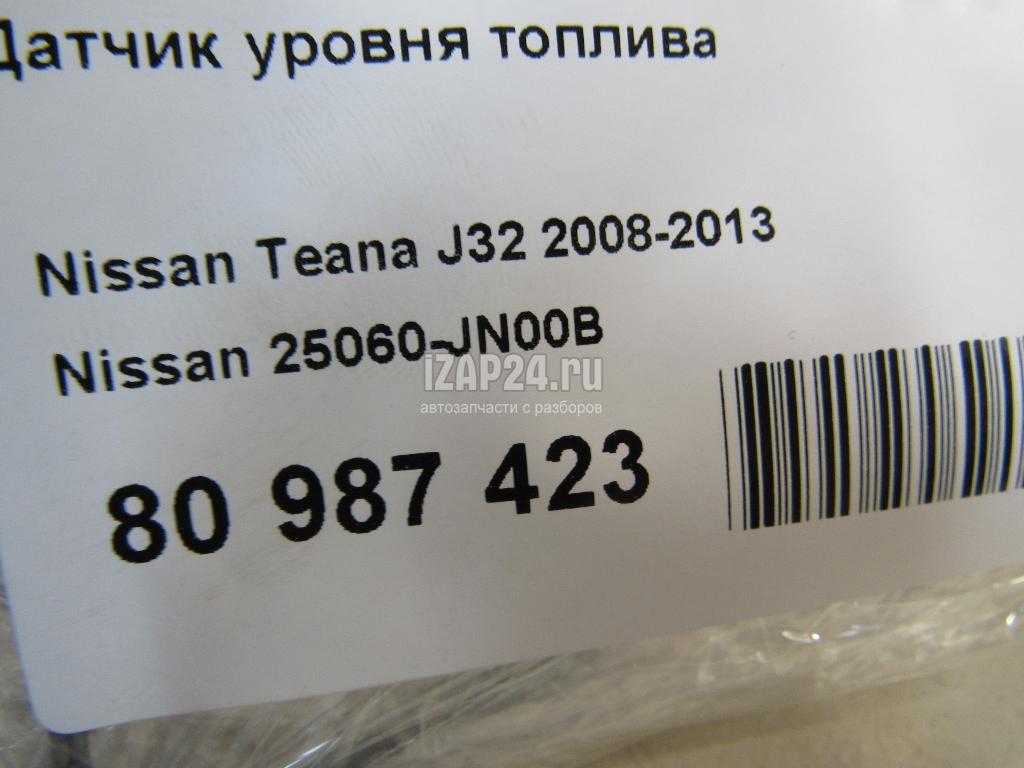 Датчик уровня топлива
Nissan Teana J32 2008-2013
Nissan 25060-JN00B
iZAP24.ru
автозапчасти с разборов
80 987 423